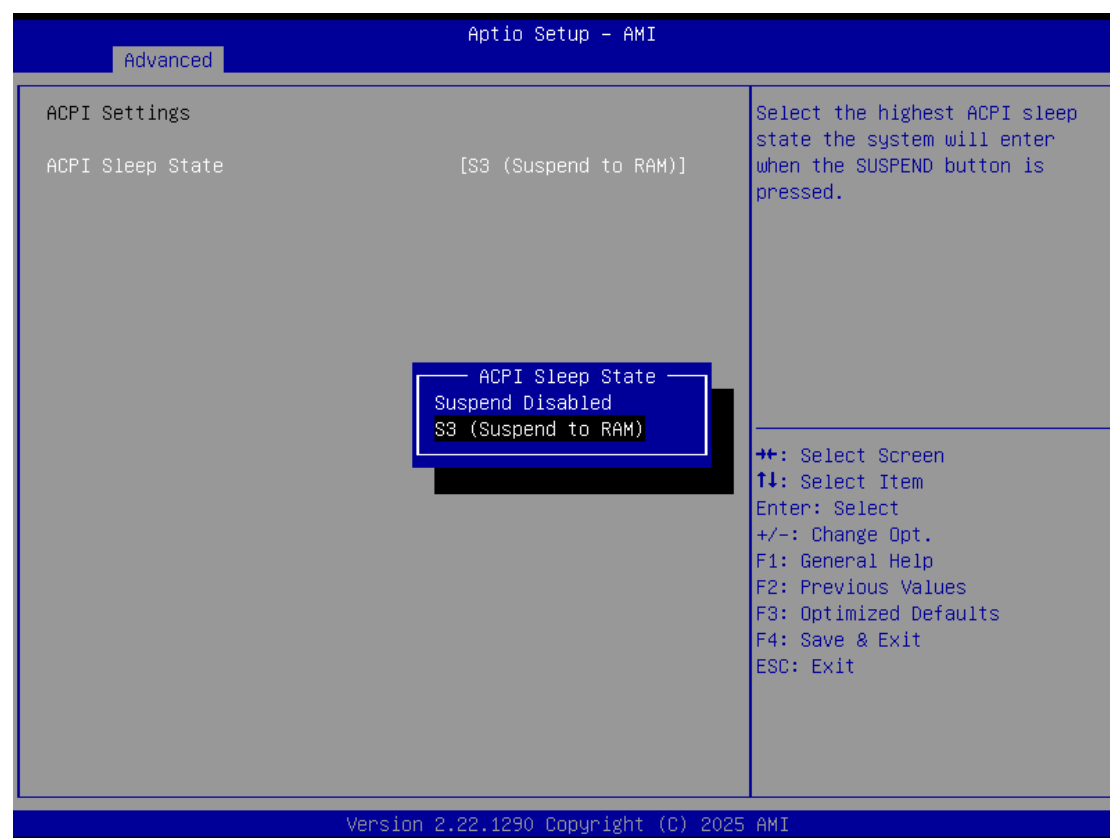 Aptio Setup – AMI
Advanced
ACPI Settings
ACPI Sleep State [S3 (Suspend to RAM)]
Select the highest ACPI sleep
state the system will enter
when the SUSPEND button is
pressed.
ACPI Sleep State
Suspend Disabled
S3 (Suspend to RAM)
→←: Select Screen
↑↓: Select Item
Enter: Select
+/-: Change Opt.
F1: General Help
F2: Previous Values
F3: Optimized Defaults
F4: Save & Exit
ESC: Exit
Version 2.22.1290 Copyright (C) 2025 AMI